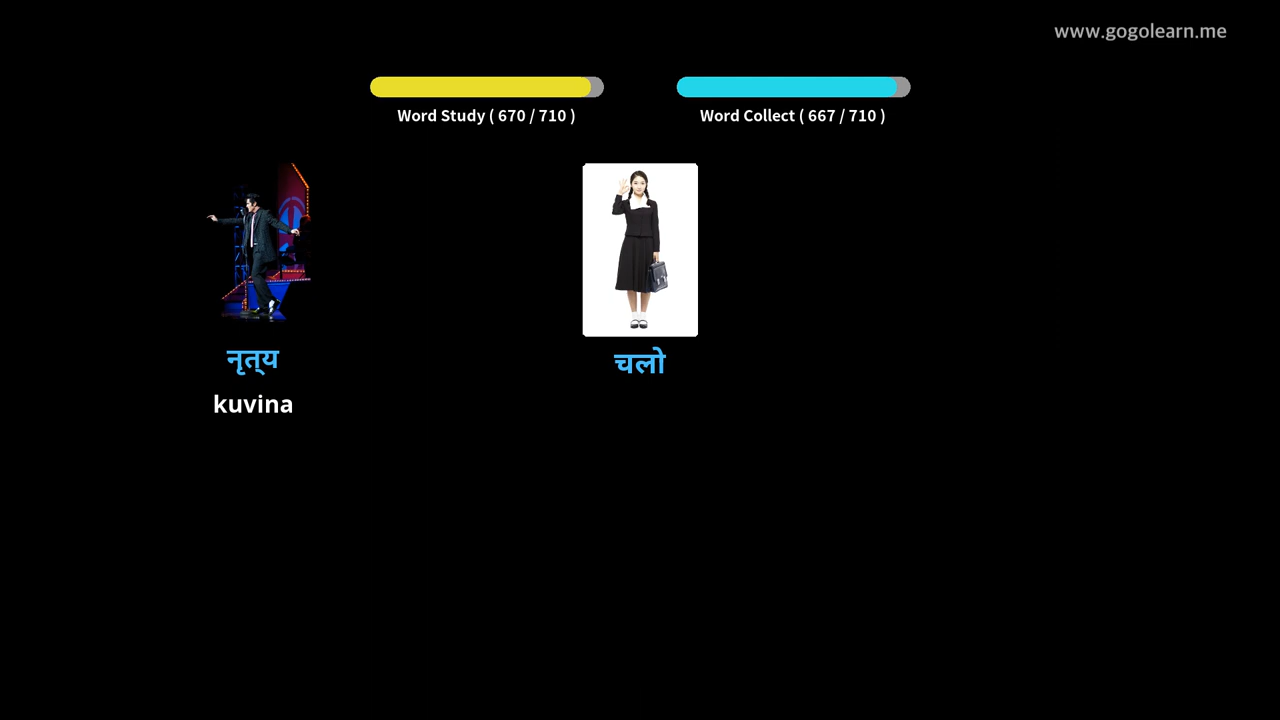 www.gogolearn.me
Word Study ( 670 / 710 )
Word Collect ( 667 / 710 )
नृत्य
चलो
kuvina